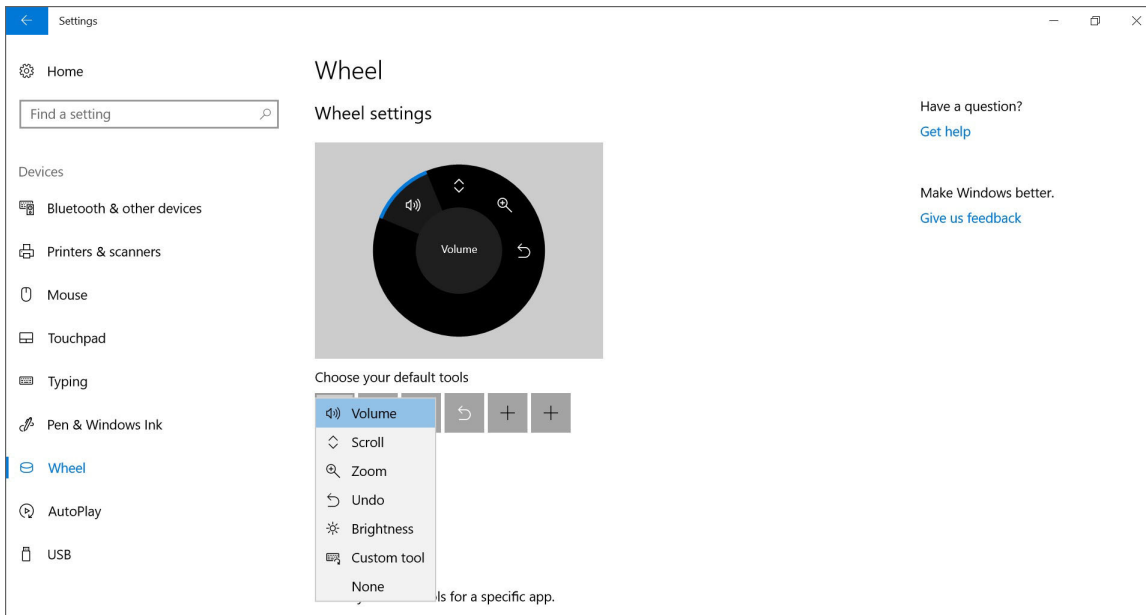 Settings
Home
Find a setting
Devices
Bluetooth & other devices
Printers & scanners
Mouse
Touchpad
Typing
Pen & Windows Ink
Wheel
AutoPlay
USB
Wheel
Wheel settings
Volume
Choose your default tools
Volume
Scroll
Zoom
Undo
Brightness
Custom tool
None
for a specific app.
Have a question?
Get help
Make Windows better.
Give us feedback